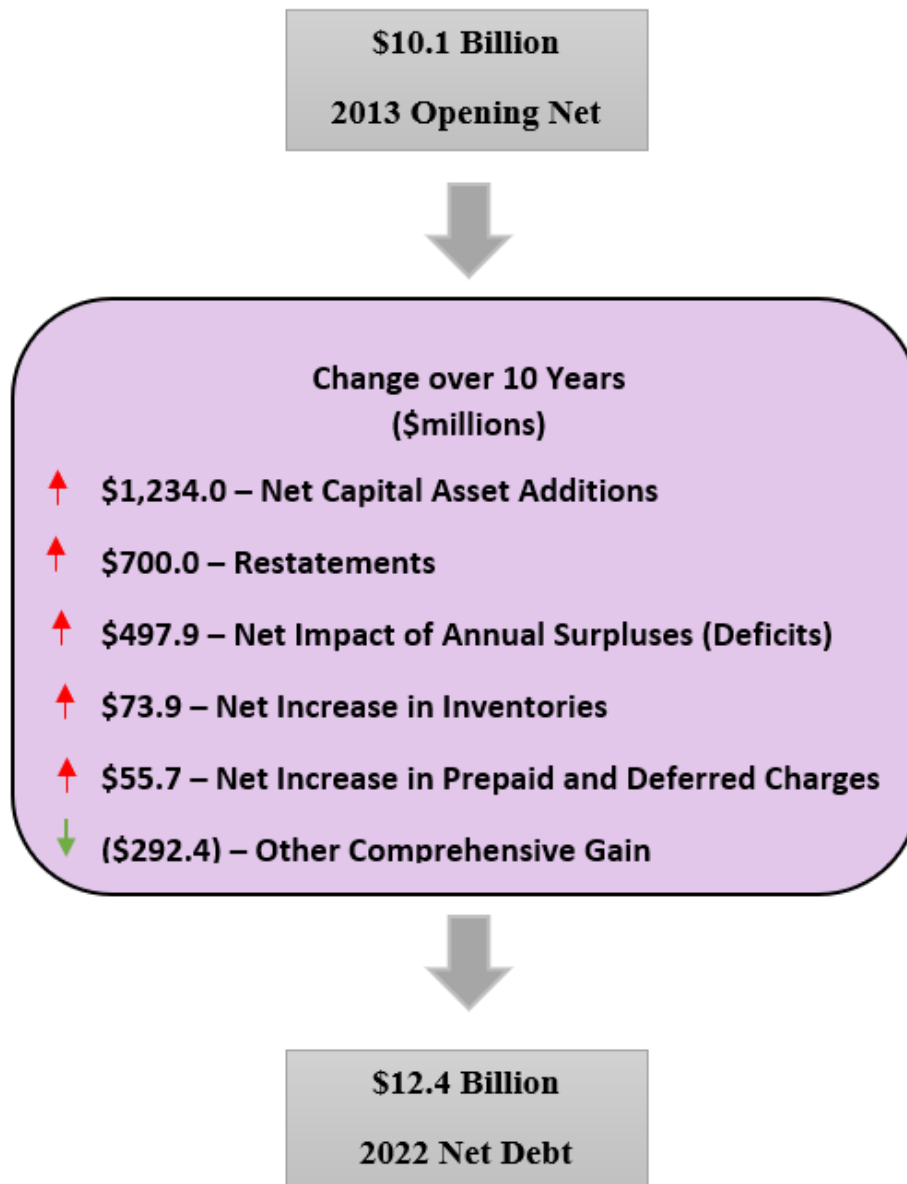 $10.1 Billion
2013 Opening Net
Change over 10 Years
($millions)
$1,234.0 – Net Capital Asset Additions
$700.0 – Restatements
$497.9 – Net Impact of Annual Surpluses (Deficits)
$73.9 – Net Increase in Inventories
$55.7 – Net Increase in Prepaid and Deferred Charges
($292.4) – Other Comprehensive Gain
$12.4 Billion
2022 Net Debt